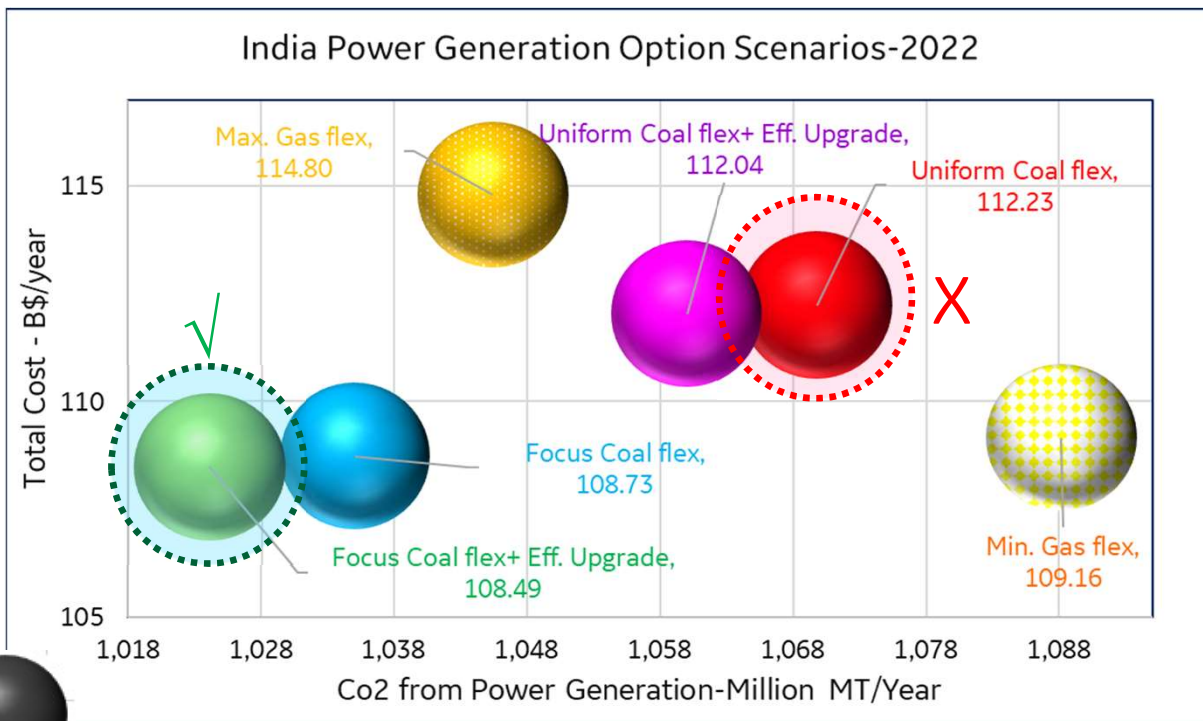 India Power Generation Option Scenarios-2022
Max. Gas flex,
114.80
Uniform Coal flex+ Eff. Upgrade,
112.04
Uniform Coal flex,
112.23
X
√
Focus Coal flex,
108.73
Focus Coal flex+ Eff. Upgrade,
108.49
Min. Gas flex,
109.16
Total Cost - B$/year
115
110
105
1,018 1,028 1,038 1,048 1,058 1,068 1,078 1,088
Co2 from Power Generation-Million MT/Year